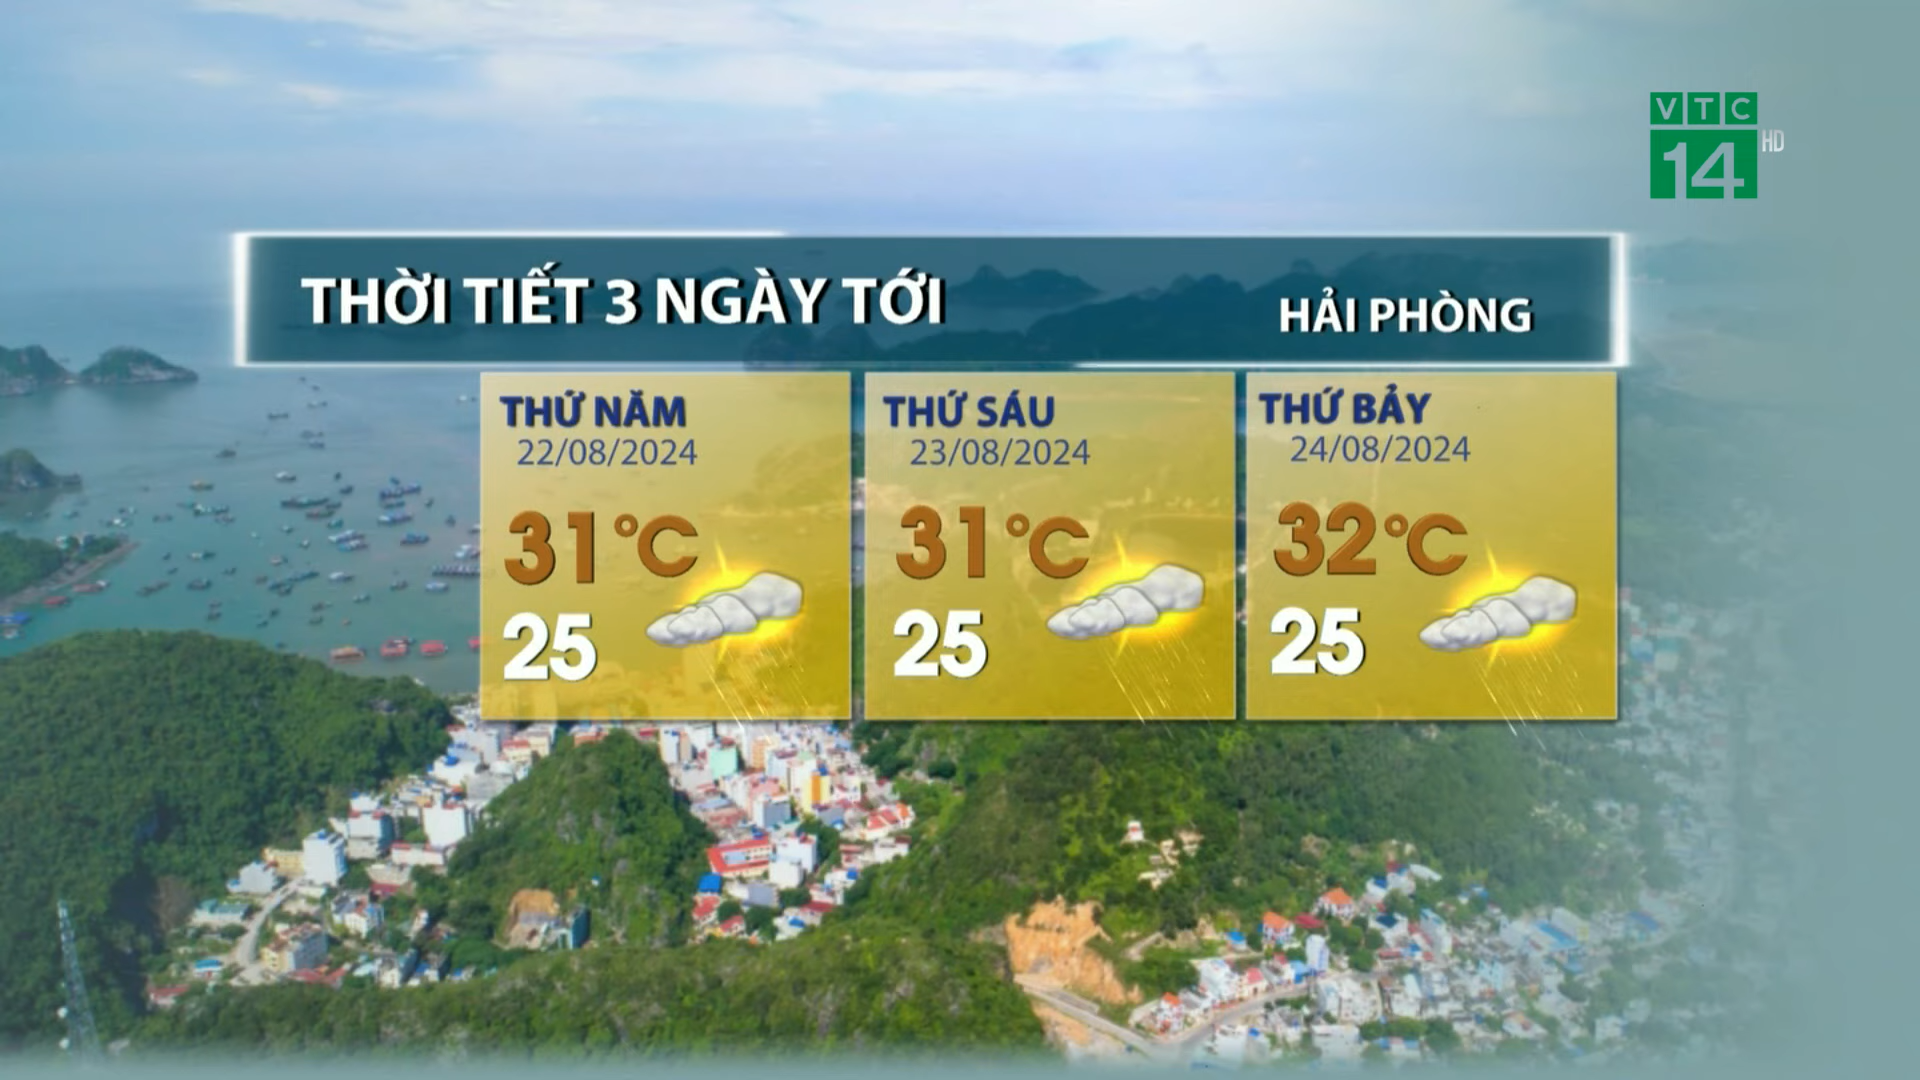 VTC
14 HD
THỜI TIẾT 3 NGÀY TỚI
HẢI PHÒNG
THỨ NĂM
22/08/2024
31°C
25
THỨ SÁU
23/08/2024
31°C
25
THỨ BẢY
24/08/2024
32°C
25